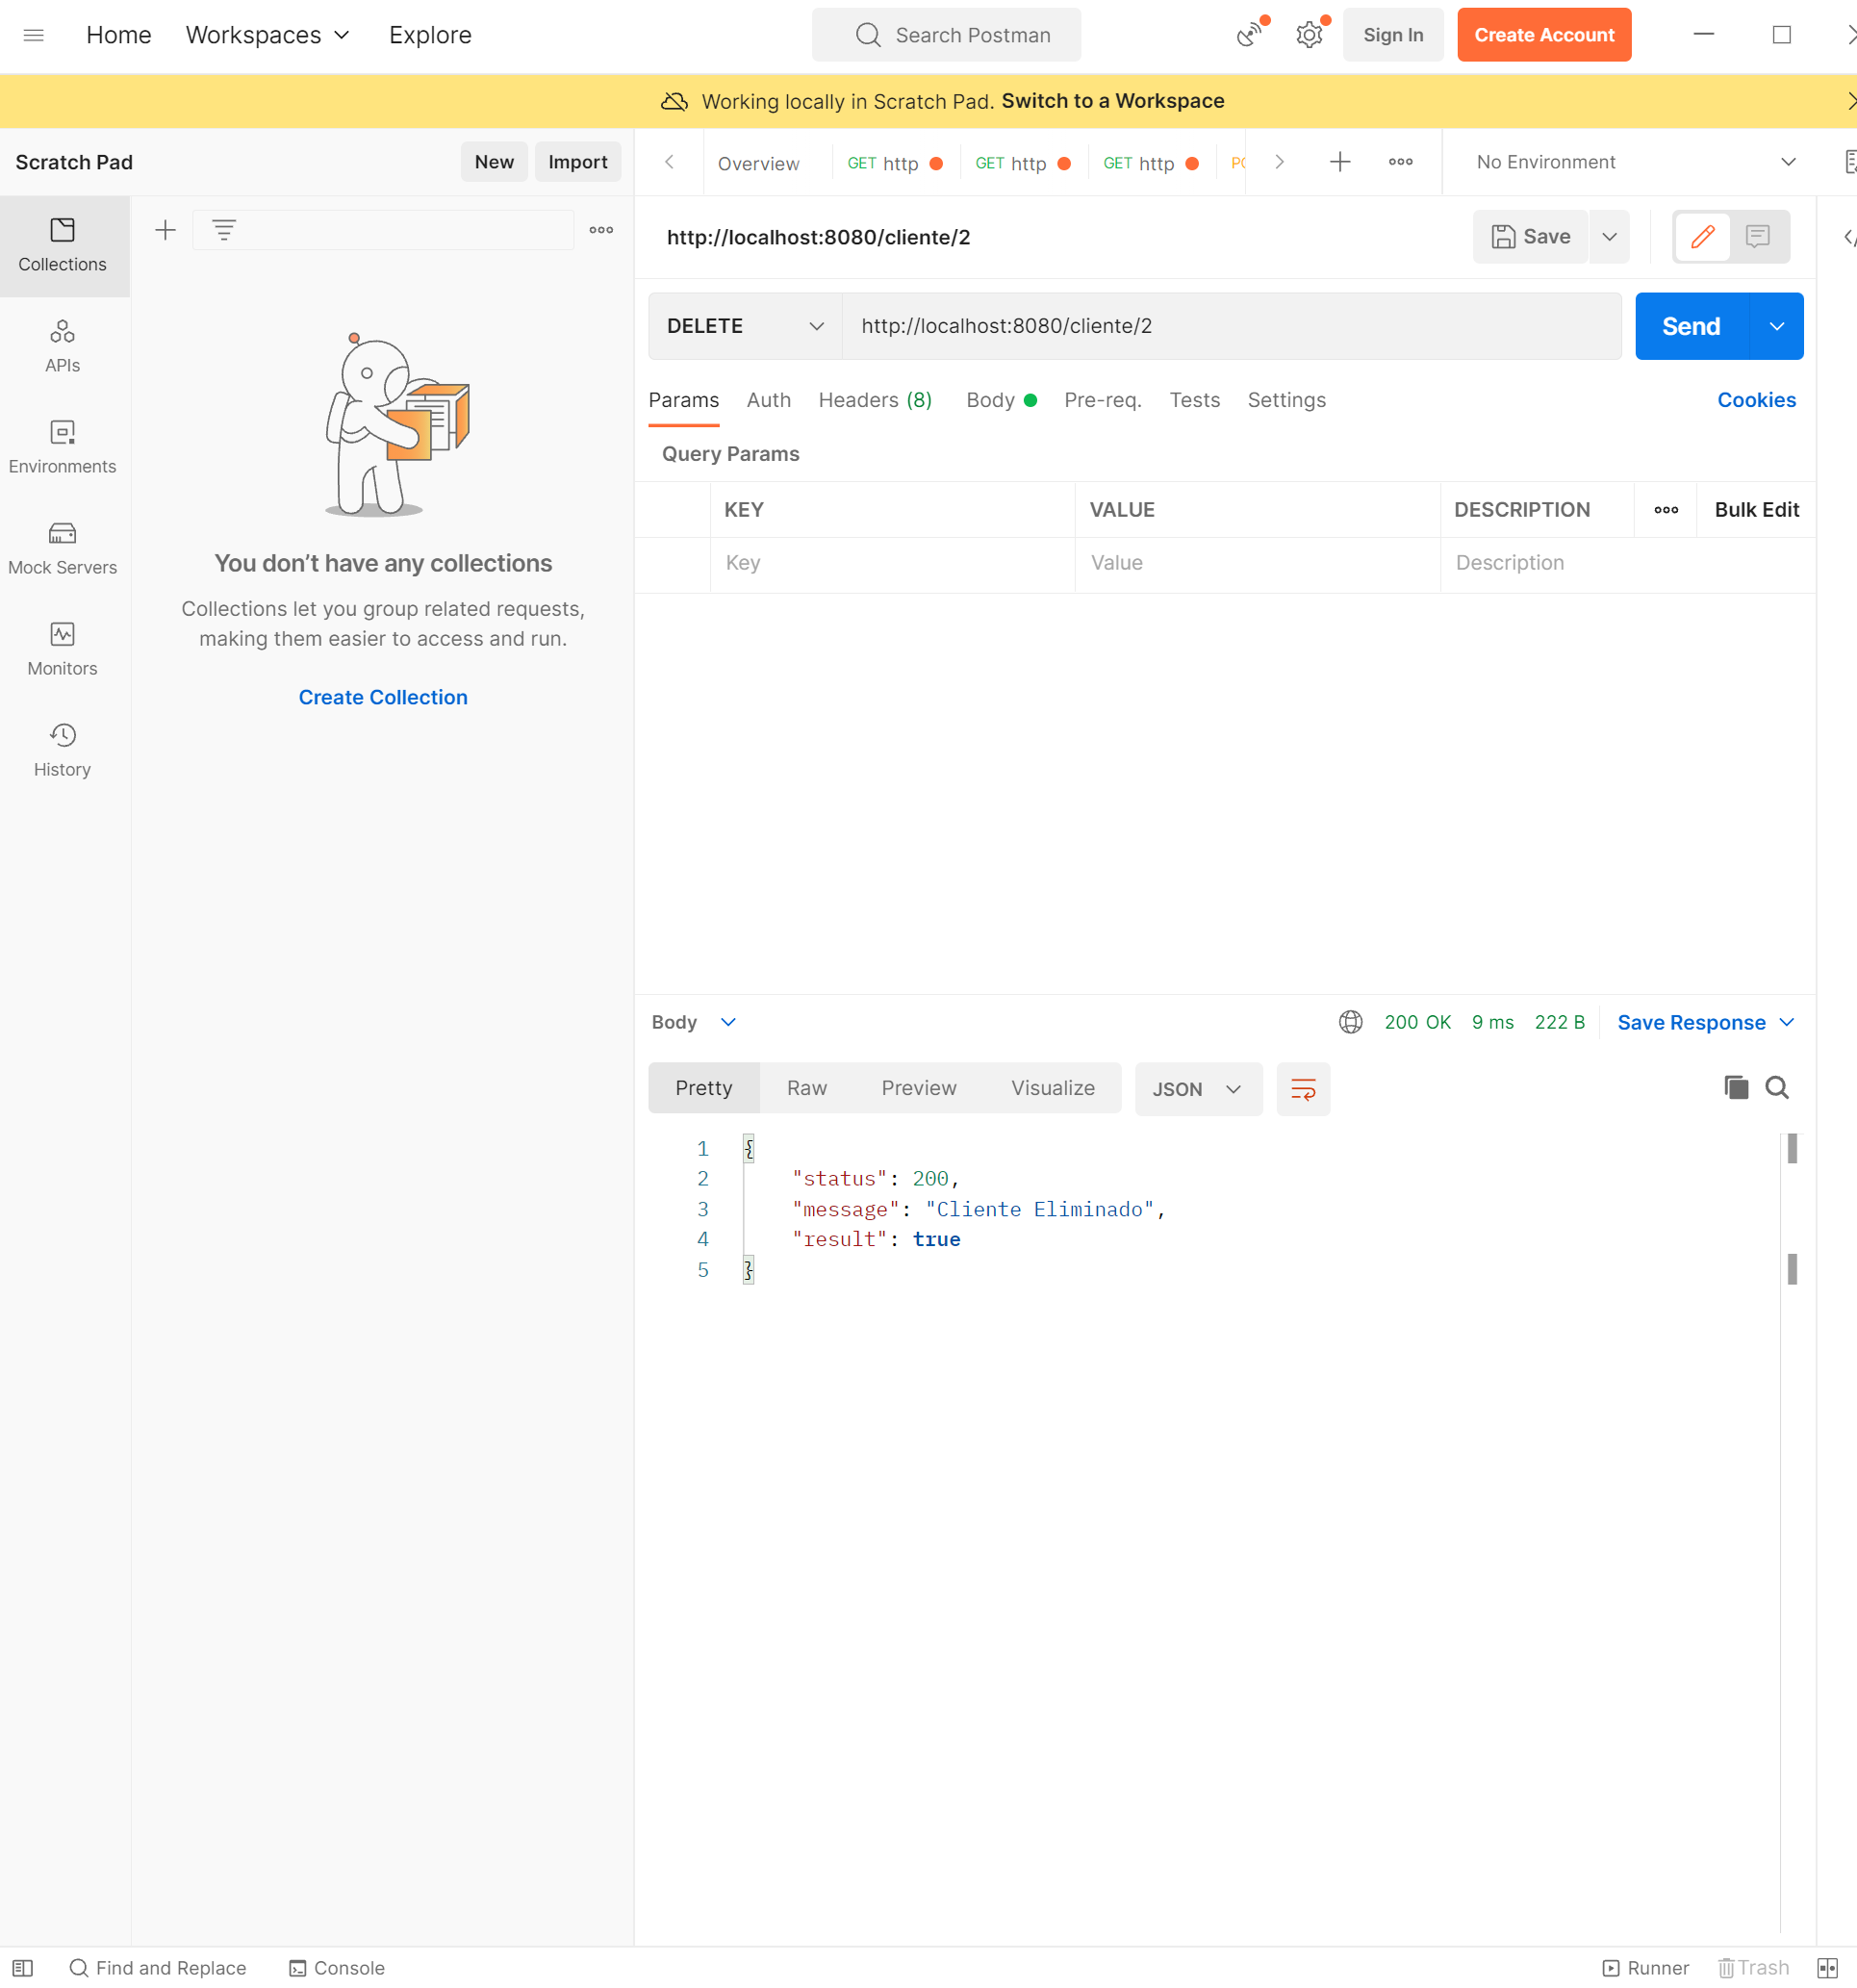 Home Workspaces Explore Search Postman Sign In Create Account
Working locally in Scratch Pad. Switch to a Workspace
Scratch Pad New Import Overview GET http GET http GET http No Environment
Collections
APIs
Environments
Mock Servers
Monitors
History
You don’t have any collections
Collections let you group related requests,
making them easier to access and run.
Create Collection
http://localhost:8080/cliente/2 Save
DELETE http://localhost:8080/cliente/2 Send
Params Auth Headers (8) Body Pre-req. Tests Settings Cookies
Query Params
KEY VALUE DESCRIPTION Bulk Edit
Key Value Description
Body 200 OK 9 ms 222 B Save Response
Pretty Raw Preview Visualize JSON
1 {
2 "status": 200,
3 "message": "Cliente Eliminado",
4 "result": true
5 }
Find and Replace Console Runner Trash